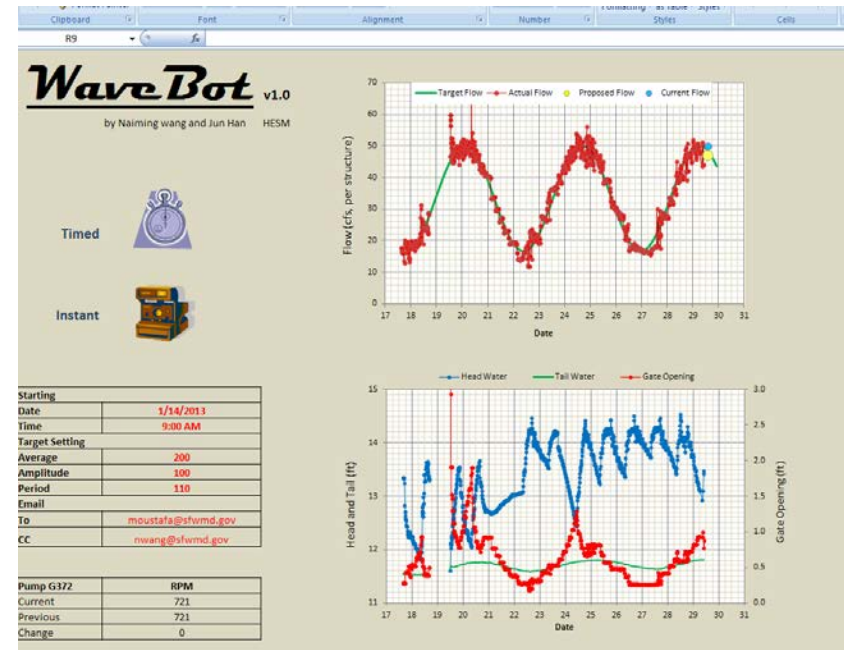 Clipboard Font Alignment Number Styles Cells
R9 fx
WaveBot v1.0
by Naiming wang and Jun Han HESM
Timed
Instant
Starting
Date 1/14/2013
Time 9:00 AM
Target Setting
Average 200
Amplitude 100
Period 110
Email
To moustafa@sfwmd.gov
CC nwang@sfwmd.gov
Pump G372 RPM
Current 721
Previous 721
Change 0
Target Flow Actual Flow Proposed Flow Current Flow
Flow (cfs, per structure)
70
60
50
40
30
20
10
0
17 18 19 20 21 22 23 24 25 26 27 28 29 30 31
Date
Head Water Tail Water Gate Opening
Head and Tail (ft)
15
14
13
12
11
3.0
2.5
2.0
1.5
1.0
0.5
0.0
Gate Opening (ft)
17 18 19 20 21 22 23 24 25 26 27 28 29 30 31
Date